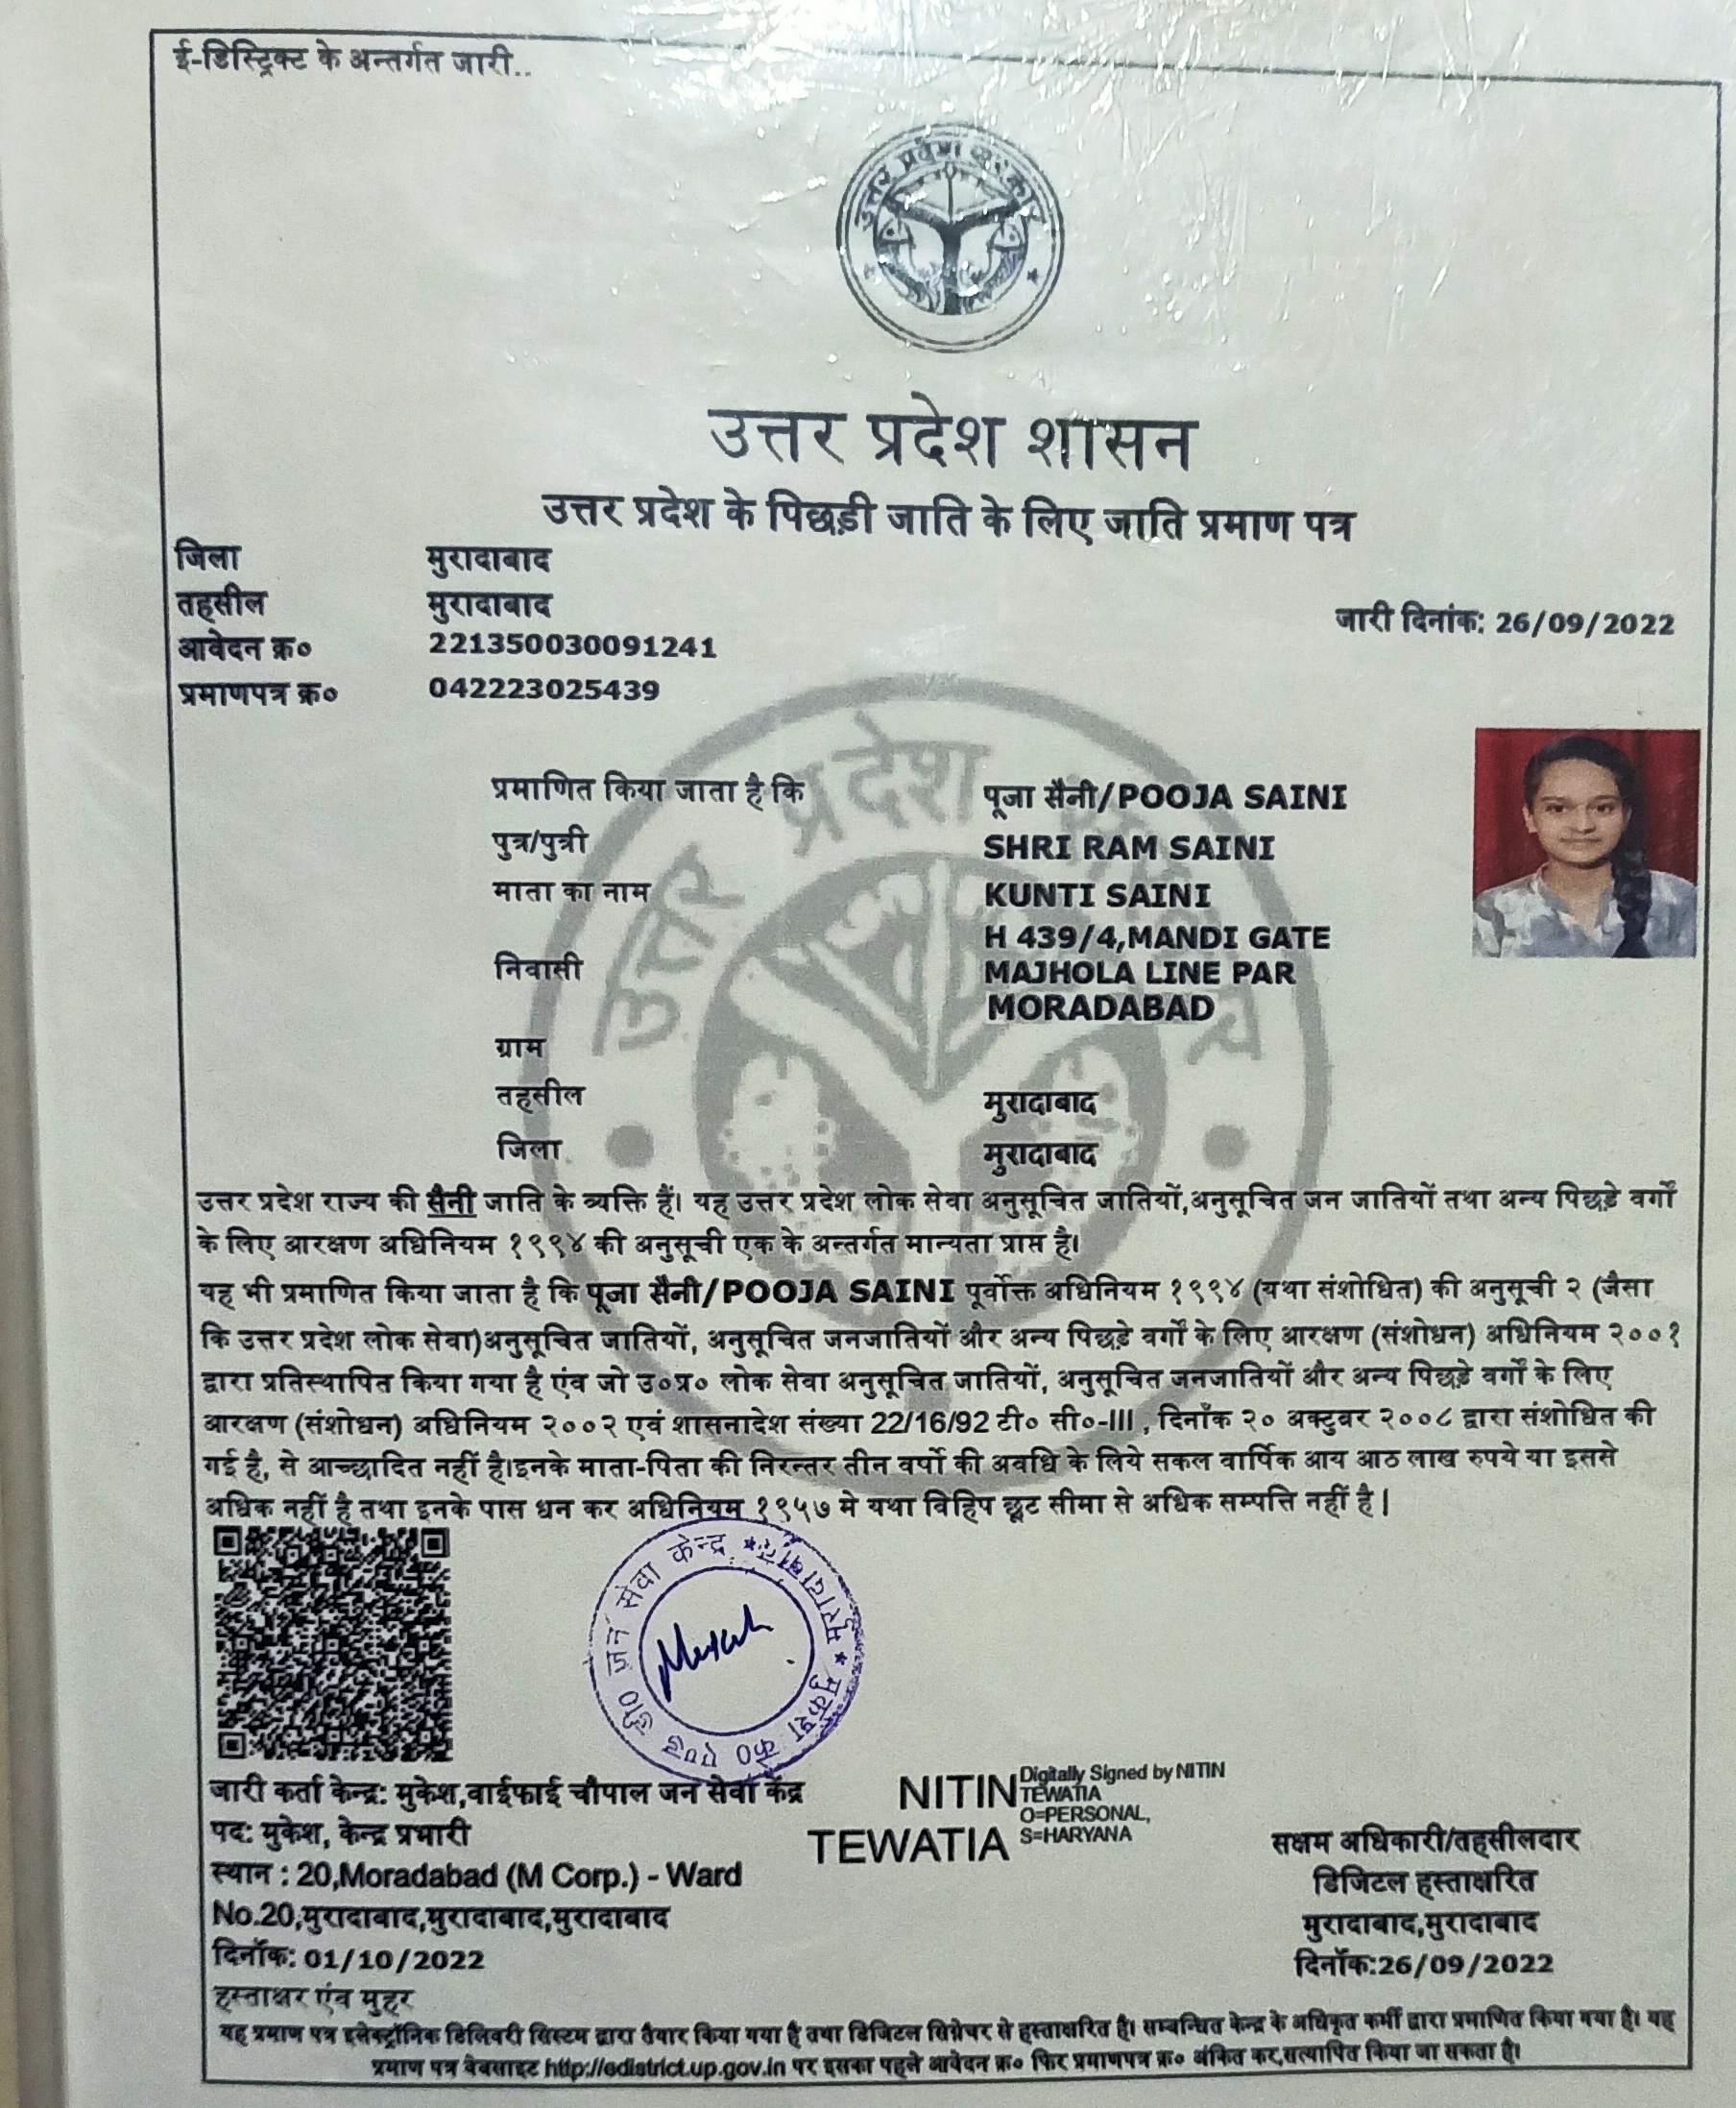 ई-डिस्ट्रिक्ट के अन्तर्गत जारी..
उत्तर प्रदेश सरकार
उत्तर प्रदेश शासन
उत्तर प्रदेश के पिछड़ी जाति के लिए जाति प्रमाण पत्र
जिला मुरादाबाद
तहसील मुरादाबाद
जारी दिनांक: 26/09/2022
आवेदन क्र० 221350030091241
प्रमाणपत्र क्र० 042223025439
प्रमाणित किया जाता है कि पूजा सैनी/POOJA SAINI
पुत्र/पुत्री SHRI RAM SAINI
माता का नाम KUNTI SAINI
निवासी H 439/4,MANDI GATE
MAJHOLA LINE PAR
MORADABAD
ग्राम
तहसील मुरादाबाद
जिला मुरादाबाद
उत्तर प्रदेश राज्य की सैनी जाति के व्यक्ति हैं। यह उत्तर प्रदेश लोक सेवा अनुसूचित जातियों,अनुसूचित जन जातियों तथा अन्य पिछड़े वर्गों
के लिए आरक्षण अधिनियम १९९४ की अनुसूची एक के अन्तर्गत मान्यता प्राप्त है।
यह भी प्रमाणित किया जाता है कि पूजा सैनी/POOJA SAINI पूर्वोक्त अधिनियम १९९४ (यथा संशोधित) की अनुसूची २ (जैसा
कि उत्तर प्रदेश लोक सेवा)अनुसूचित जातियों, अनुसूचित जनजातियों और अन्य पिछड़े वर्गों के लिए आरक्षण (संशोधन) अधिनियम २००१
द्वारा प्रतिस्थापित किया गया है एंव जो उ०प्र० लोक सेवा अनुसूचित जातियों, अनुसूचित जनजातियों और अन्य पिछड़े वर्गों के लिए
आरक्षण (संशोधन) अधिनियम २००२ एवं शासनादेश संख्या 22/16/92 टी० सी०-III , दिनाँक २० अक्टुबर २००८ द्वारा संशोधित की
गई है, से आच्छादित नहीं है।इनके माता-पिता की निरन्तर तीन वर्षो की अवधि के लिये सकल वार्षिक आय आठ लाख रुपये या इससे
अधिक नहीं है तथा इनके पास धन कर अधिनियम १९५७ मे यथा विहिप छूट सीमा से अधिक सम्पत्ति नहीं है |
मुकेश के० एण्ड डी० जन सेवा केन्द्र * मुरादाबाद *
जारी कर्ता केन्द्र: मुकेश,वाईफाई चौपाल जन सेवा केंद्र
पद: मुकेश, केन्द्र प्रभारी
स्थान : 20,Moradabad (M Corp.) - Ward
No.20,मुरादाबाद,मुरादाबाद,मुरादाबाद
दिनॉक: 01/10/2022
हस्ताक्षर एंव मुहर
NITIN
TEWATIA
Digitally Signed by NITIN
TEWATIA
O=PERSONAL,
S=HARYANA
सक्षम अधिकारी/तहसीलदार
डिजिटल हस्ताक्षरित
मुरादाबाद,मुरादाबाद
दिनॉक:26/09/2022
यह प्रमाण पत्र इलेक्ट्रॉनिक डिलिवरी सिस्टम द्वारा तैयार किया गया है तथा डिजिटल सिग्नेचर से हस्ताक्षरित है। सम्बन्धित केन्द्र के अधिकृत कर्मी द्वारा प्रमाणित किया गया है। यह
प्रमाण पत्र वेबसाइट http://edistrict.up.gov.in पर इसका पहले आवेदन क्र० फिर प्रमाणपत्र क्र० अंकित कर,सत्यापित किया जा सकता है।